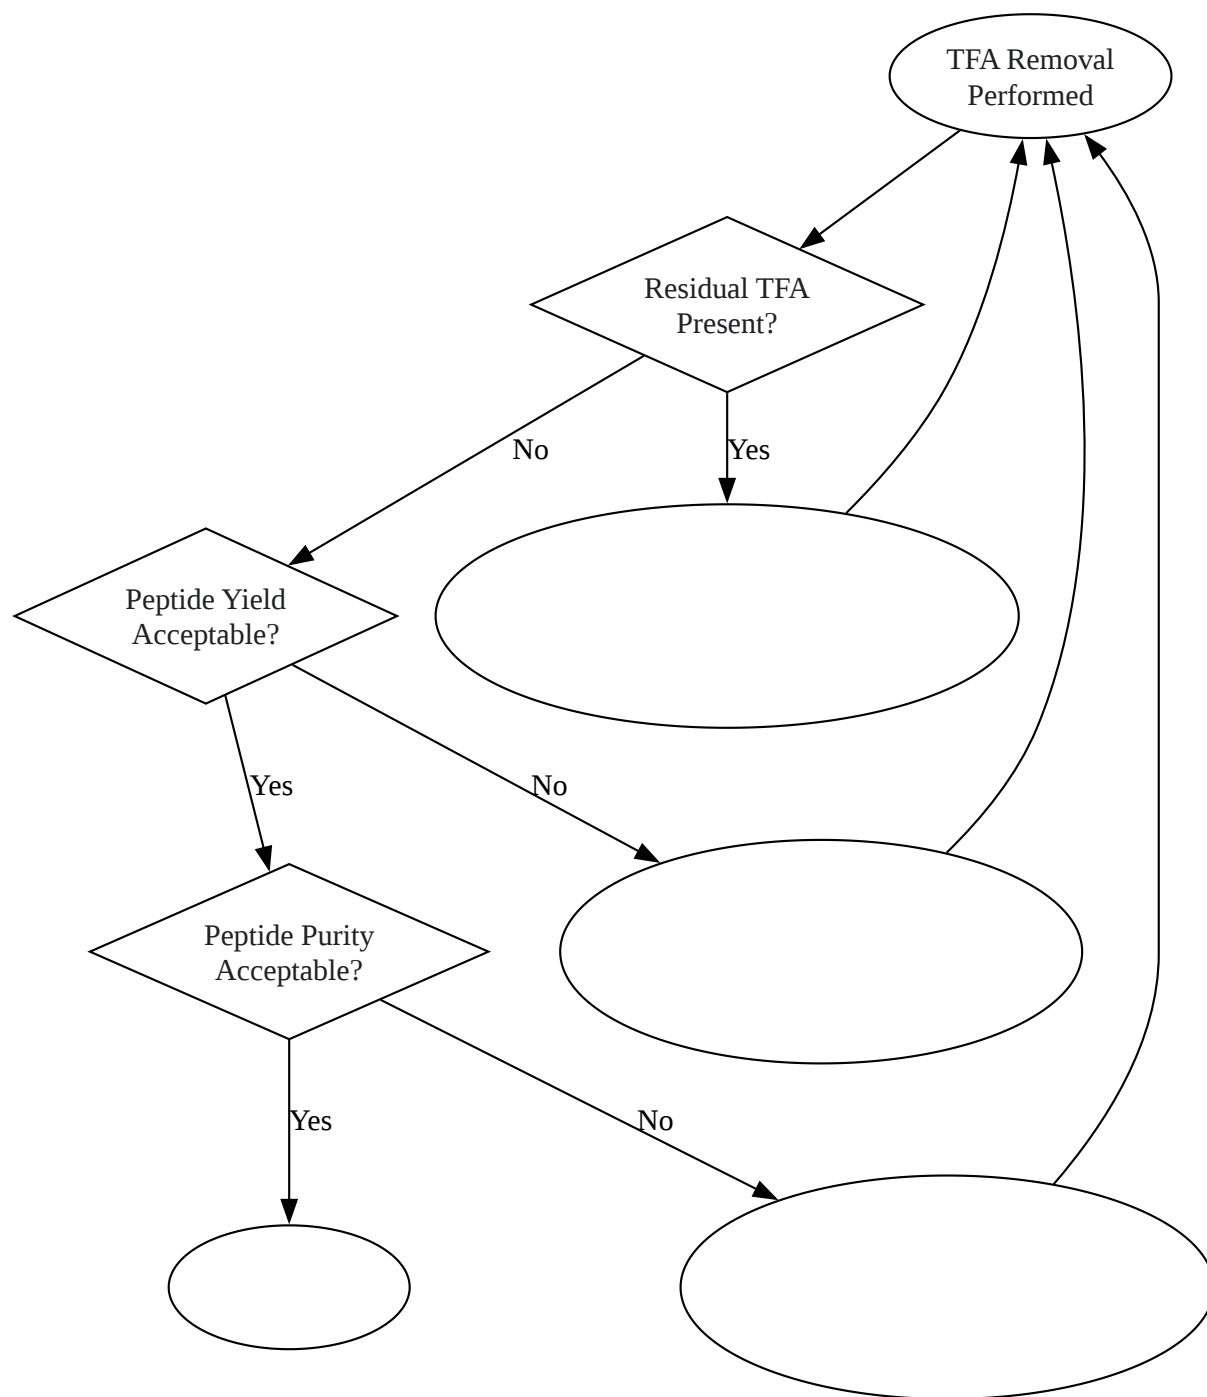 TFA Removal
Performed
Residual TFA
Present?
No
Yes
Peptide Yield
Acceptable?
Yes
No
Peptide Purity
Acceptable?
Yes
No